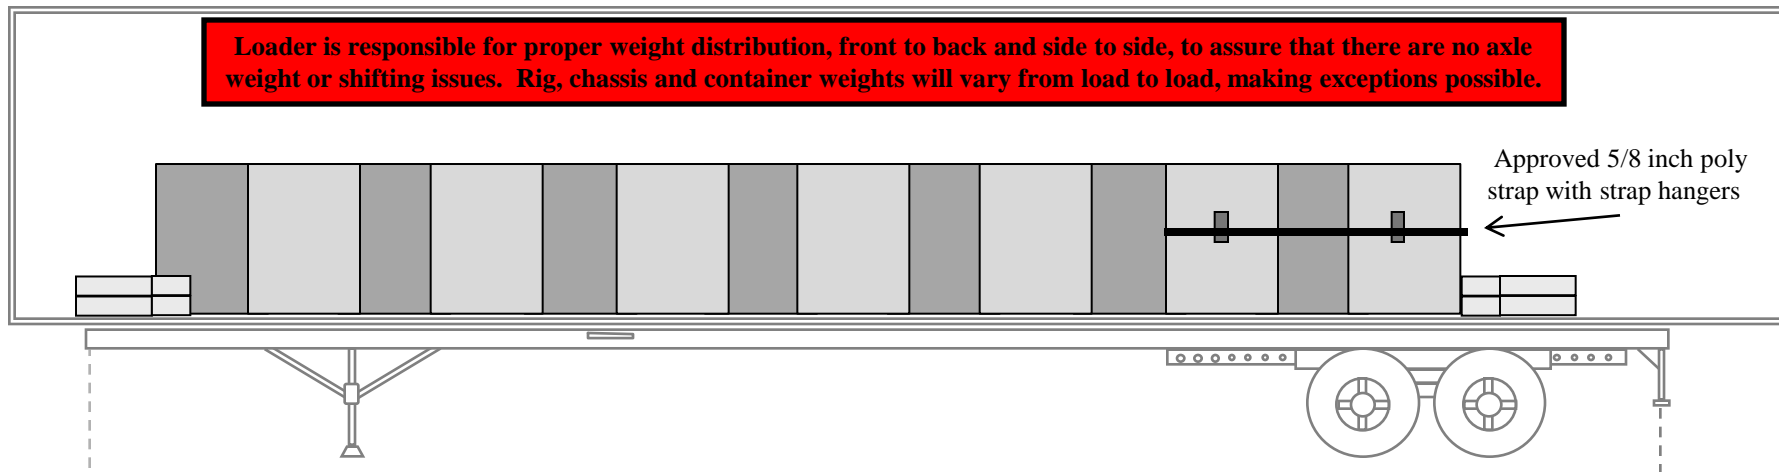 Loader is responsible for proper weight distribution, front to back and side to side, to assure that there are no axle
weight or shifting issues.  Rig, chassis and container weights will vary from load to load, making exceptions possible.
Approved 5/8 inch poly
strap with strap hangers